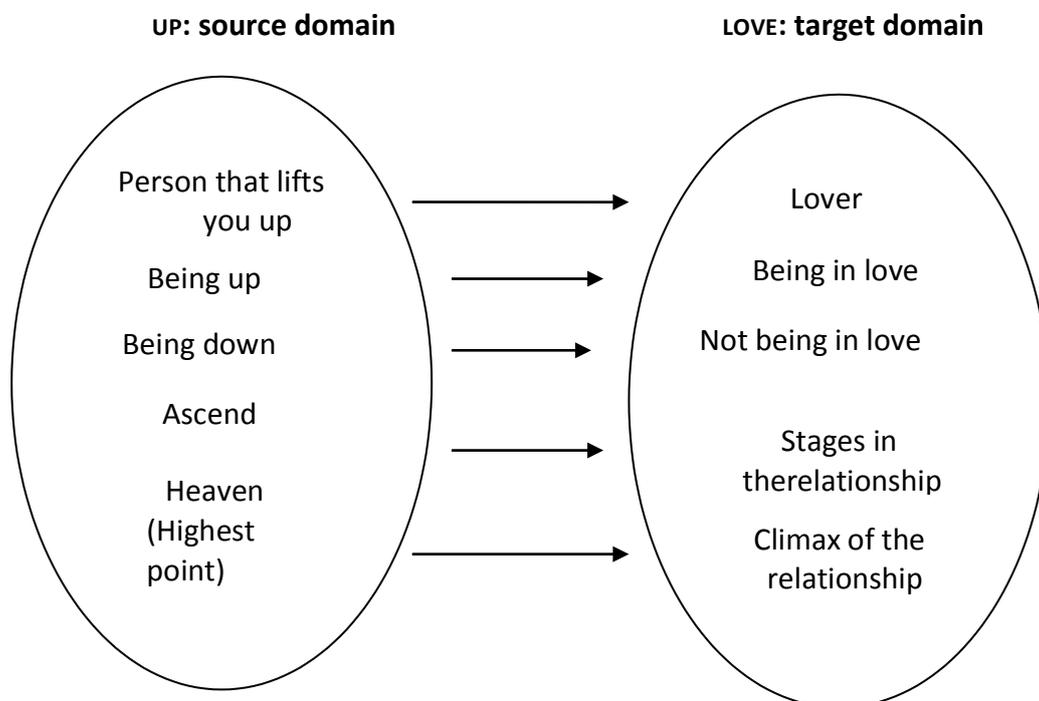 UP: source domain
LOVE: target domain
Person that lifts
you up
Lover
Being up
Being in love
Being down
Not being in love
Ascend
Stages in
therelationship
Heaven
(Highest
point)
Climax of the
relationship